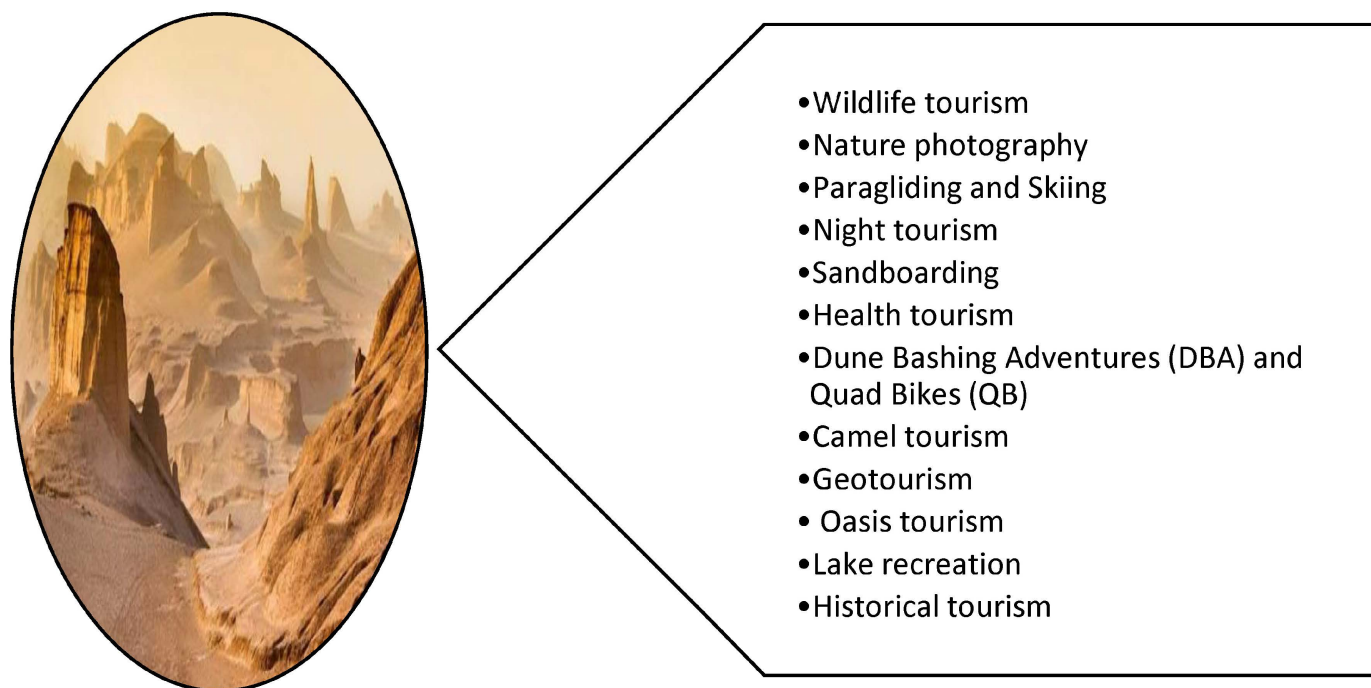 •Wildlife tourism
•Nature photography
•Paragliding and Skiing
•Night tourism
•Sandboarding
•Health tourism
•Dune Bashing Adventures (DBA) and
Quad Bikes (QB)
•Camel tourism
•Geotourism
• Oasis tourism
•Lake recreation
•Historical tourism